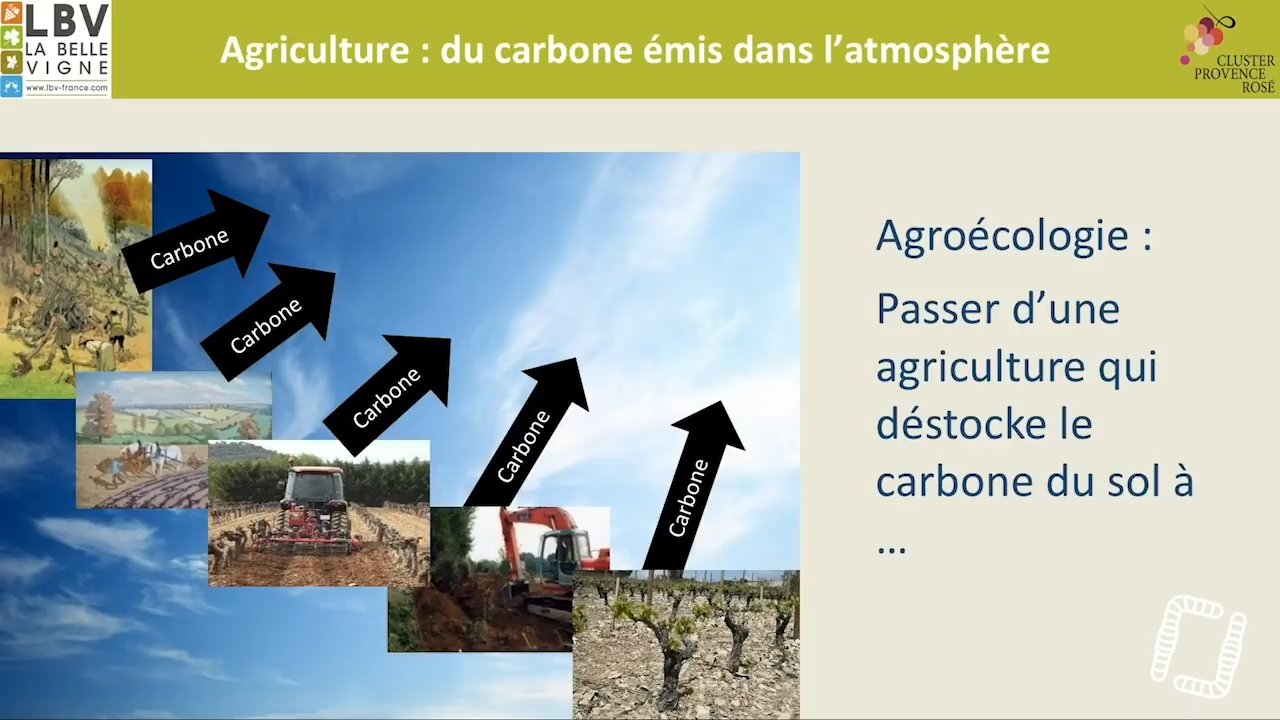 LBV
LA BELLE
VIGNE
www.lbv-france.com
Agriculture : du carbone émis dans l’atmosphère
CLUSTER
PROVENCE
ROSÉ
Carbone
Carbone
Carbone
Carbone
Carbone
Agroécologie :
Passer d’une
agriculture qui
déstocke le
carbone du sol à
...